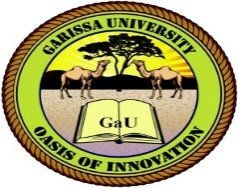 GARISSA UNIVERSITY
GaU
OASIS OF INNOVATION